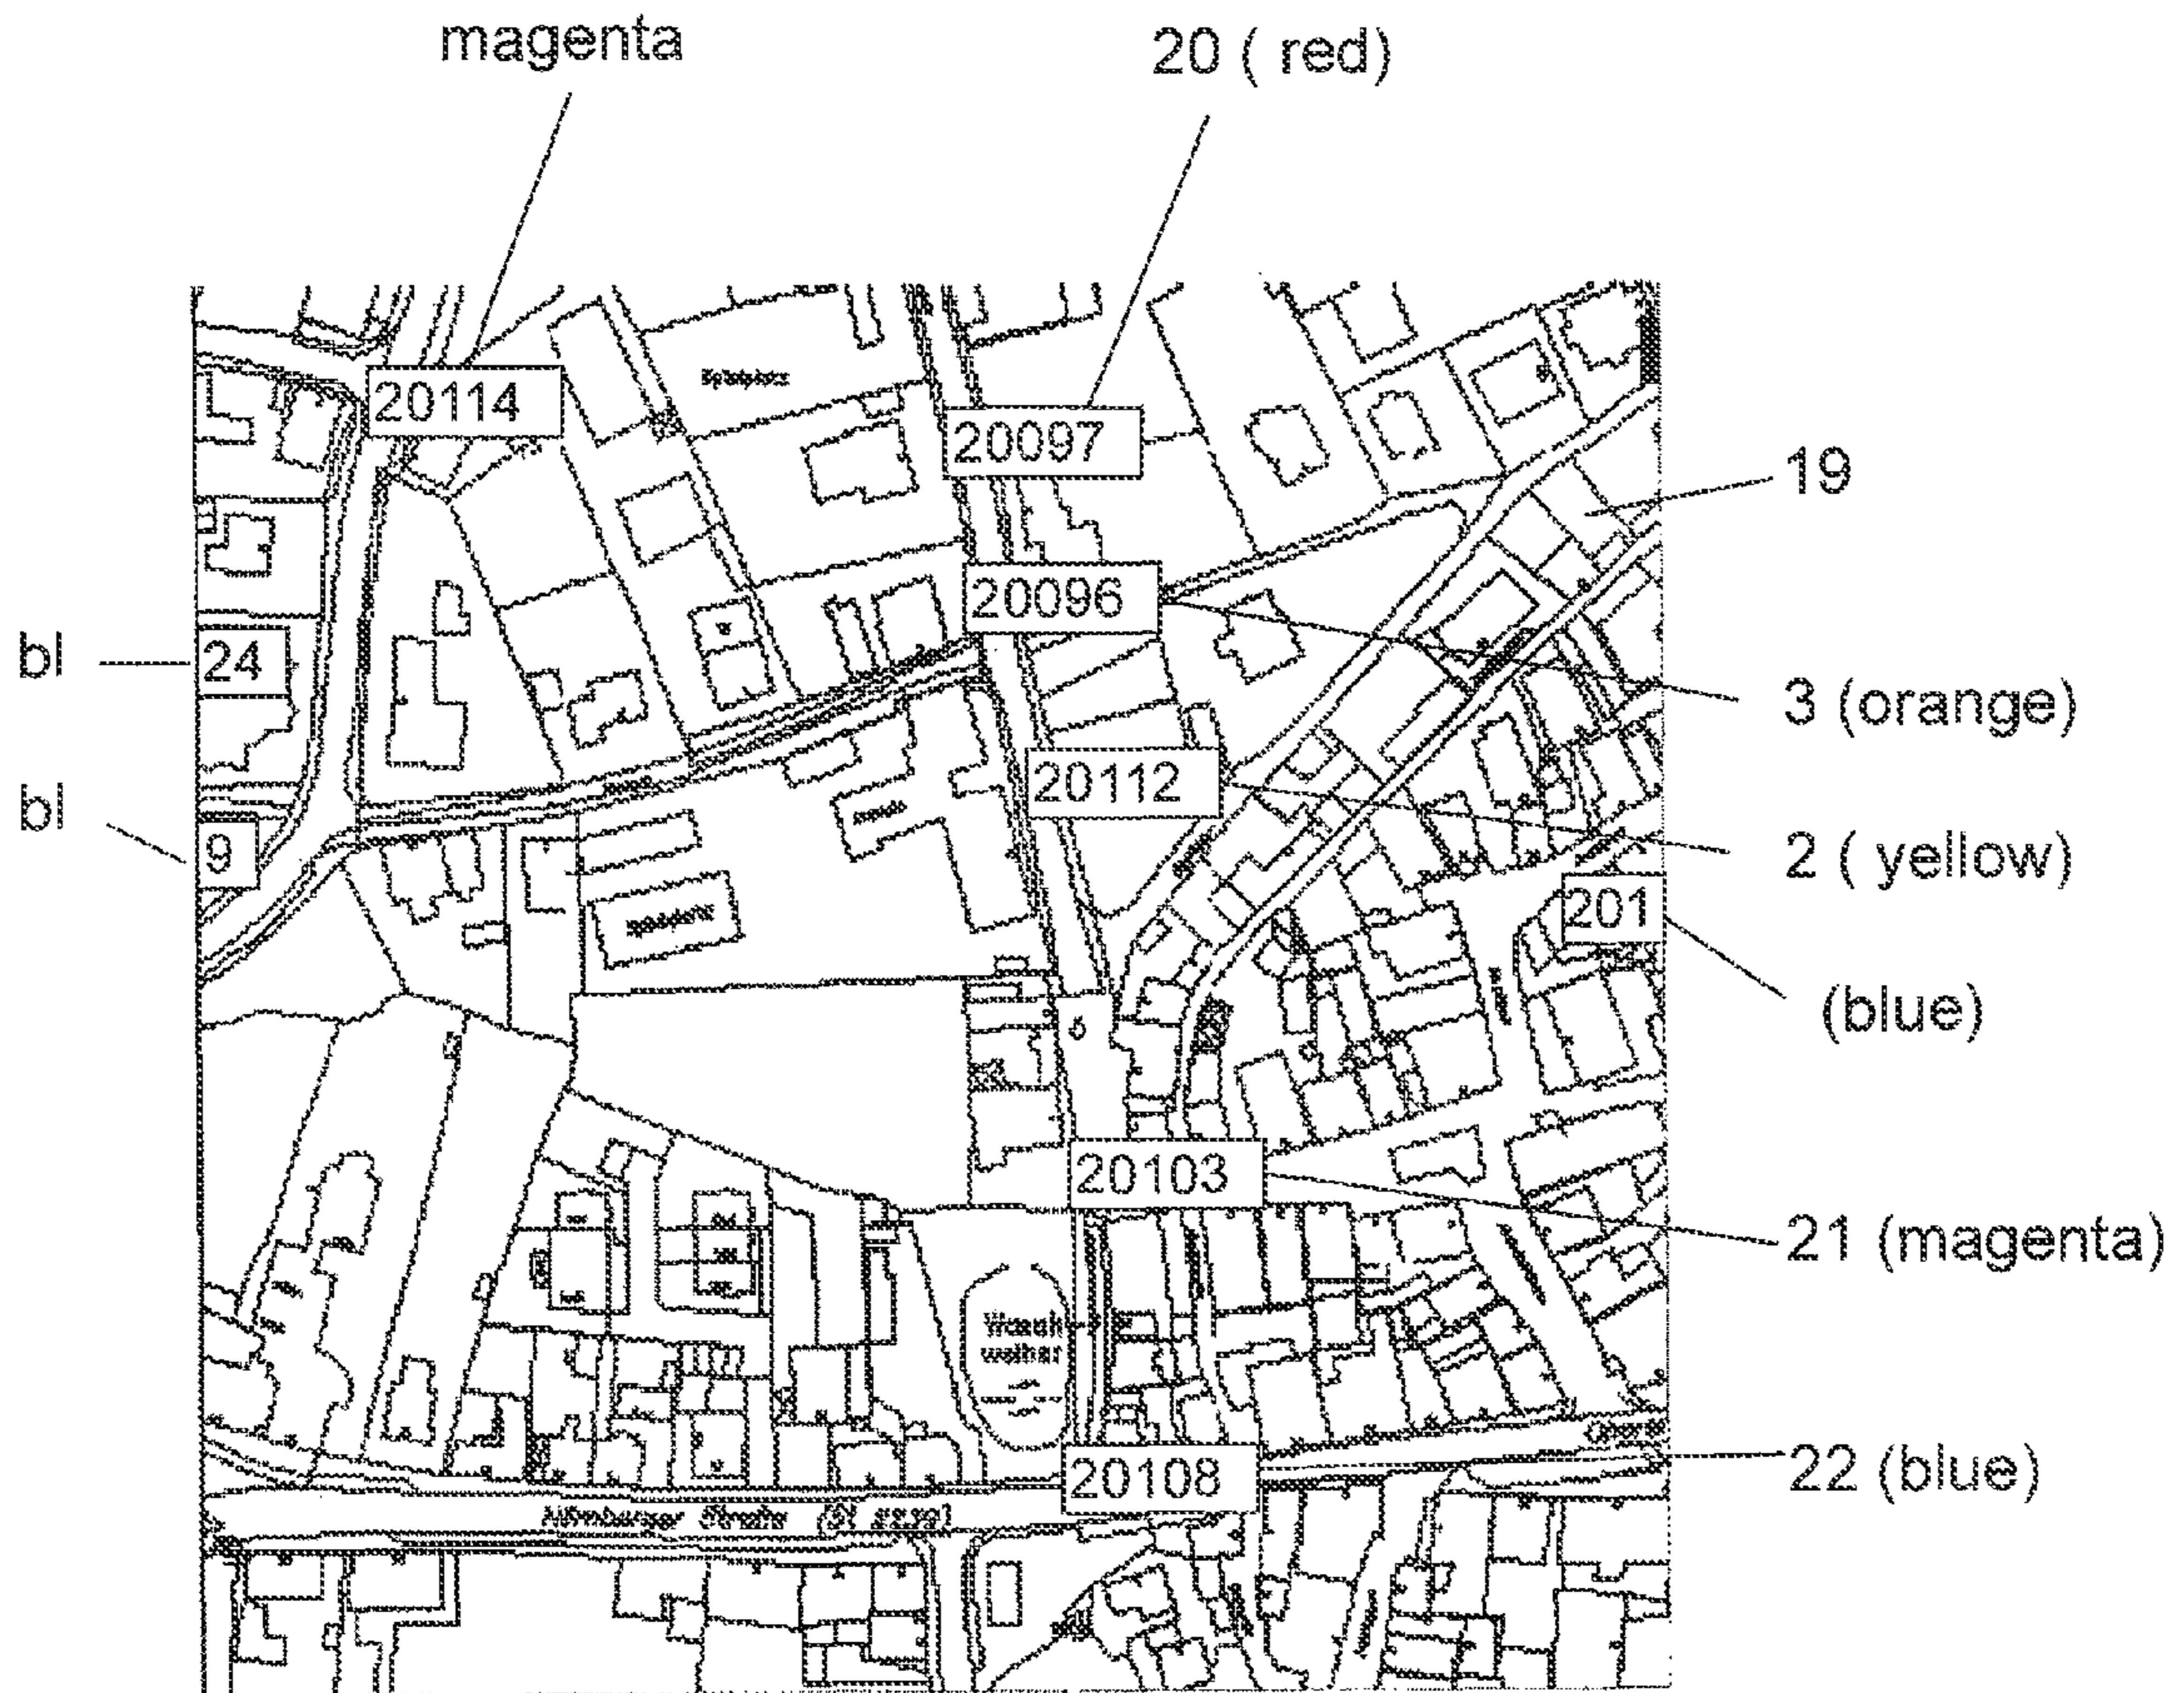 magenta
20 ( red)
20114
20097
19
20096
bl
24
3 (orange)
20112
bl
9
2 ( yellow)
201
(blue)
20103
21 (magenta)
Waschweiher
20108
22 (blue)